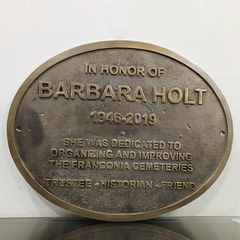 IN HONOR OF
BARBARA HOLT
1946-2019
SHE WAS DEDICATED TO
ORGANIZING AND IMPROVING
THE FRANCONIA CEMETERIES
TRUSTEE - HISTORIAN - FRIEND